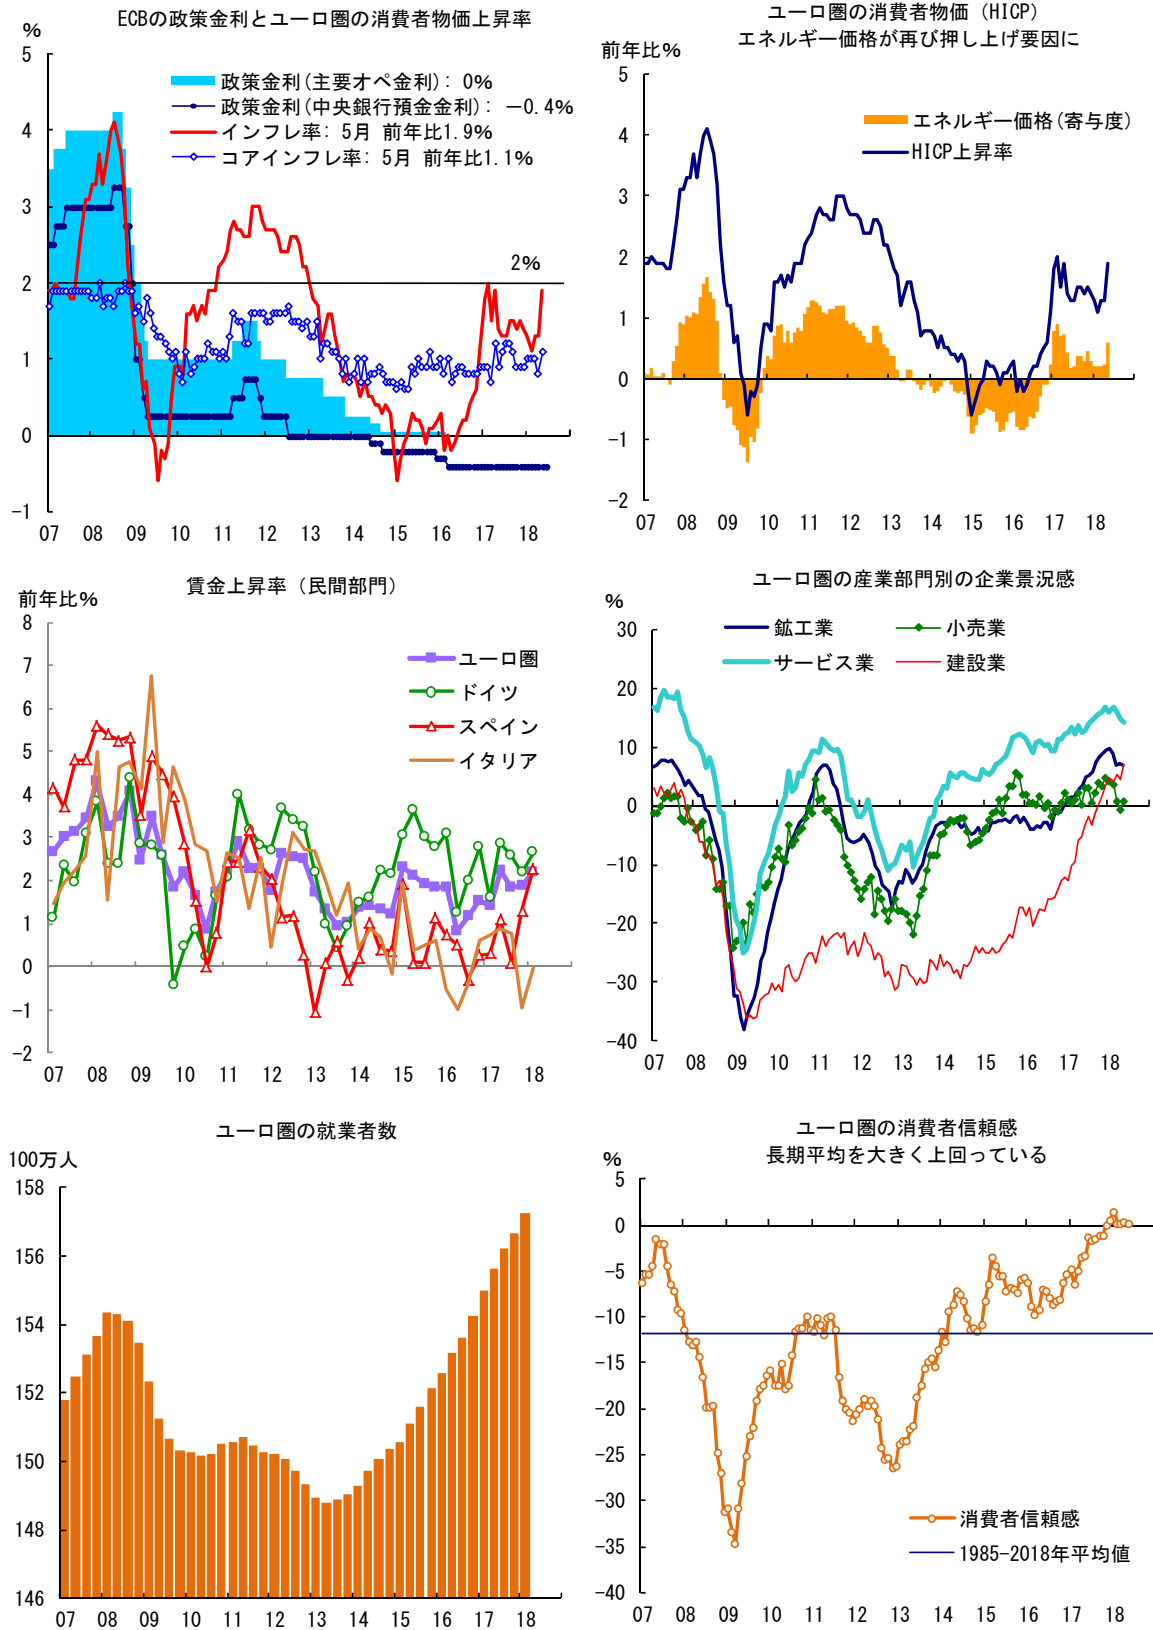 ECBの政策金利とユーロ圏の消費者物価上昇率
%
5
4
3
2
1
0
−1
政策金利(主要オペ金利): 0%
政策金利(中央銀行預金金利): −0.4%
インフレ率: 5月 前年比1.9%
コアインフレ率: 5月 前年比1.1%
2%
07 08 09 10 11 12 13 14 15 16 17 18
ユーロ圏の消費者物価（HICP）
エネルギー価格が再び押し上げ要因に
前年比%
5
4
3
2
1
0
−1
−2
エネルギー価格(寄与度)
HICP上昇率
07 08 09 10 11 12 13 14 15 16 17 18
賃金上昇率（民間部門）
前年比%
8
7
6
5
4
3
2
1
0
−1
−2
ユーロ圏
ドイツ
スペイン
イタリア
07 08 09 10 11 12 13 14 15 16 17 18
ユーロ圏の産業部門別の企業景況感
%
30
20
10
0
−10
−20
−30
−40
鉱工業
小売業
サービス業
建設業
07 08 09 10 11 12 13 14 15 16 17 18
ユーロ圏の就業者数
100万人
158
156
154
152
150
148
146
07 08 09 10 11 12 13 14 15 16 17 18
ユーロ圏の消費者信頼感
長期平均を大きく上回っている
%
5
0
−5
−10
−15
−20
−25
−30
−35
−40
消費者信頼感
1985-2018年平均値
07 08 09 10 11 12 13 14 15 16 17 18